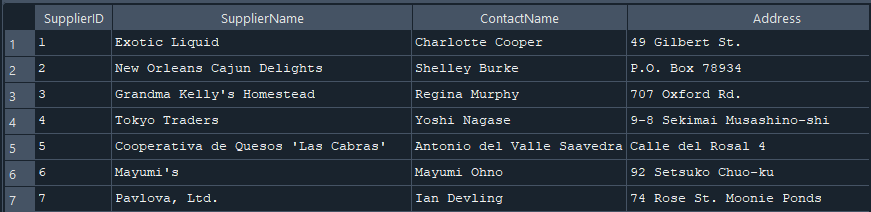 SupplierID SupplierName ContactName Address
1 1 Exotic Liquid Charlotte Cooper 49 Gilbert St.
2 2 New Orleans Cajun Delights Shelley Burke P.O. Box 78934
3 3 Grandma Kelly's Homestead Regina Murphy 707 Oxford Rd.
4 4 Tokyo Traders Yoshi Nagase 9-8 Sekimai Musashino-shi
5 5 Cooperativa de Quesos 'Las Cabras' Antonio del Valle Saavedra Calle del Rosal 4
6 6 Mayumi's Mayumi Ohno 92 Setsuko Chuo-ku
7 7 Pavlova, Ltd. Ian Devling 74 Rose St. Moonie Ponds